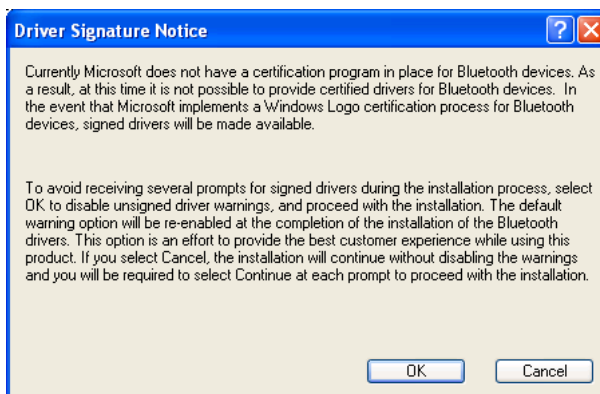 Driver Signature Notice
Currently Microsoft does not have a certification program in place for Bluetooth devices. As
a result, at this time it is not possible to provide certified drivers for Bluetooth devices.  In
the event that Microsoft implements a Windows Logo certification process for Bluetooth
devices, signed drivers will be made available.
To avoid receiving several prompts for signed drivers during the installation process, select
OK to disable unsigned driver warnings, and proceed with the installation. The default
warning option will be re-enabled at the completion of the installation of the Bluetooth
drivers. This option is an effort to provide the best customer experience while using this
product. If you select Cancel, the installation will continue without disabling the warnings
and you will be required to select Continue at each prompt to proceed with the installation.
OK Cancel